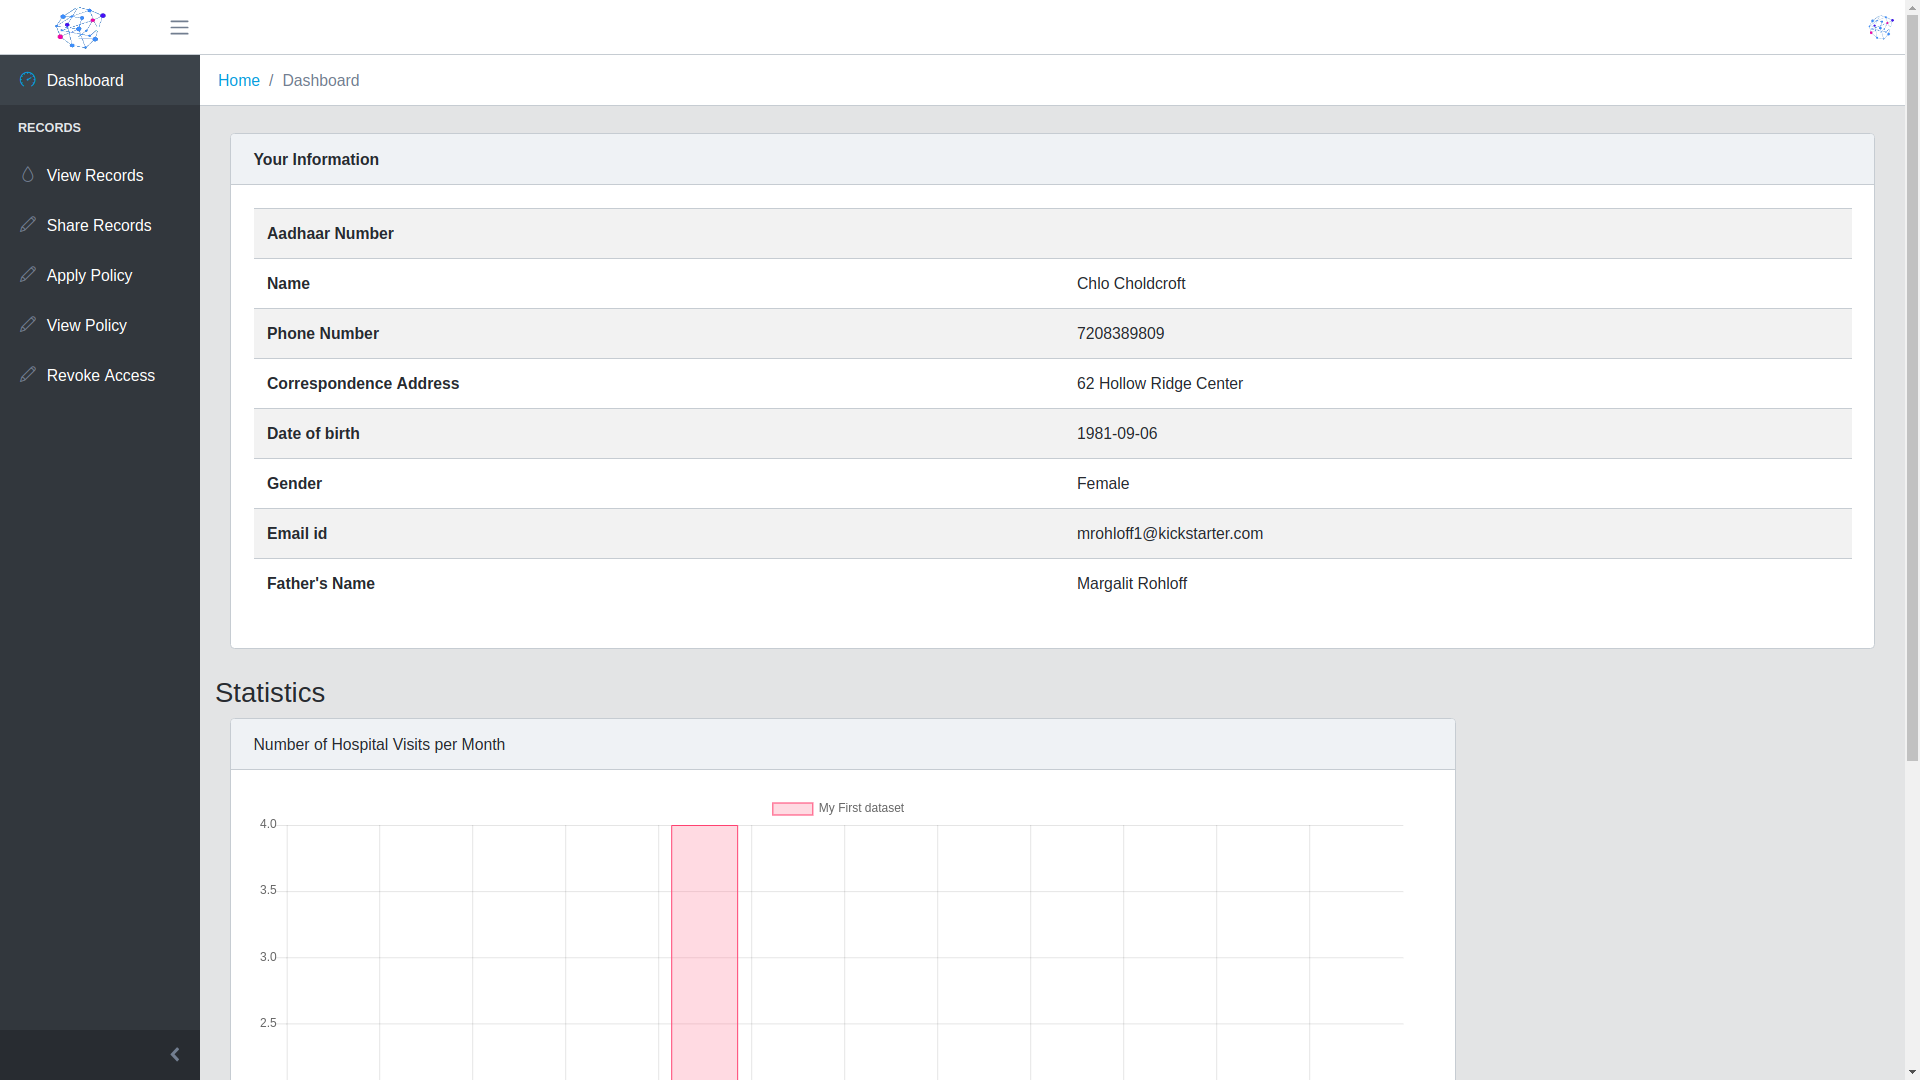 Dashboard
Home / Dashboard
RECORDS
View Records
Share Records
Apply Policy
View Policy
Revoke Access
Your Information
Aadhaar Number
Name Chlo Choldcroft
Phone Number 7208389809
Correspondence Address 62 Hollow Ridge Center
Date of birth 1981-09-06
Gender Female
Email id mrohloff1@kickstarter.com
Father's Name Margalit Rohloff
Statistics
Number of Hospital Visits per Month
My First dataset
4.0
3.5
3.0
2.5